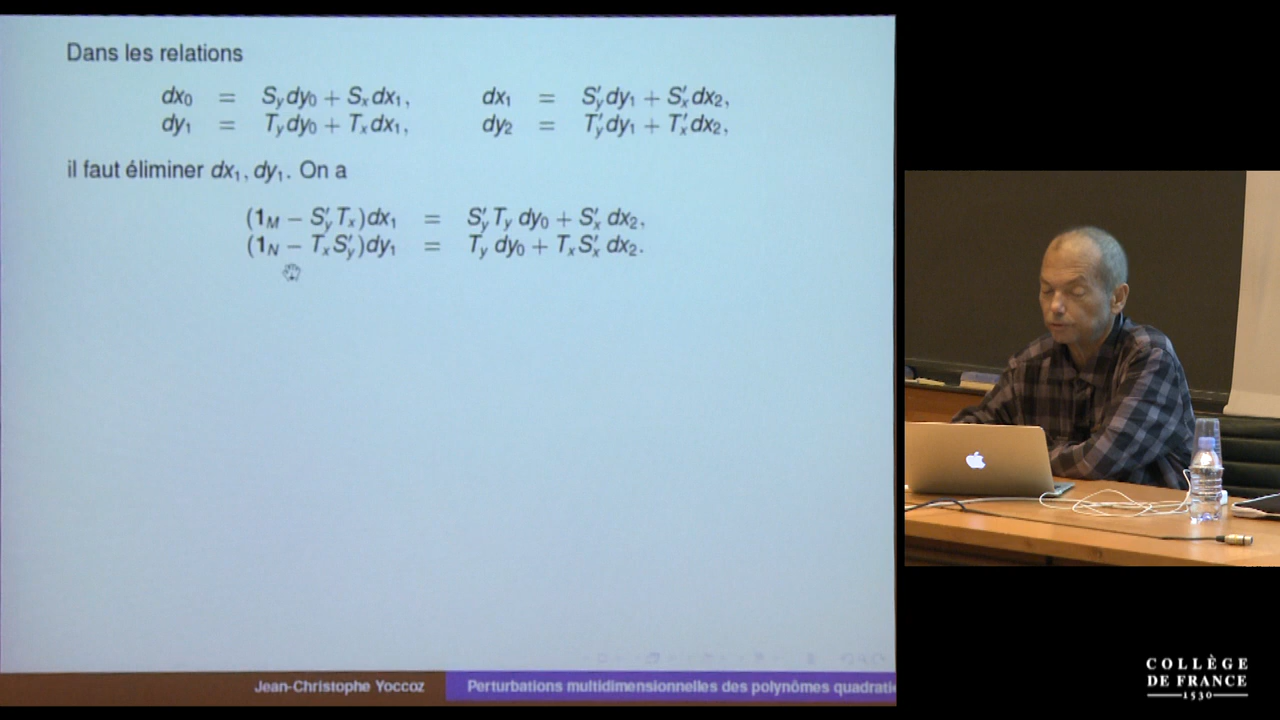 Dans les relations
dx₀ = S_y dy₀ + S_x dx₁, dx₁ = S′_y dy₁ + S′_x dx₂,
dy₁ = T_y dy₀ + T_x dx₁, dy₂ = T′_y dy₁ + T′_x dx₂,
il faut éliminer dx₁, dy₁. On a
(1_M − S′_y T_x)dx₁ = S′_y T_y dy₀ + S′_x dx₂,
(1_N − T_x S′_y)dy₁ = T_y dy₀ + T_x S′_x dx₂.
Jean-Christophe Yoccoz Perturbations multidimensionnelles des polynômes quadrati
COLLÈGE
DE FRANCE
1530